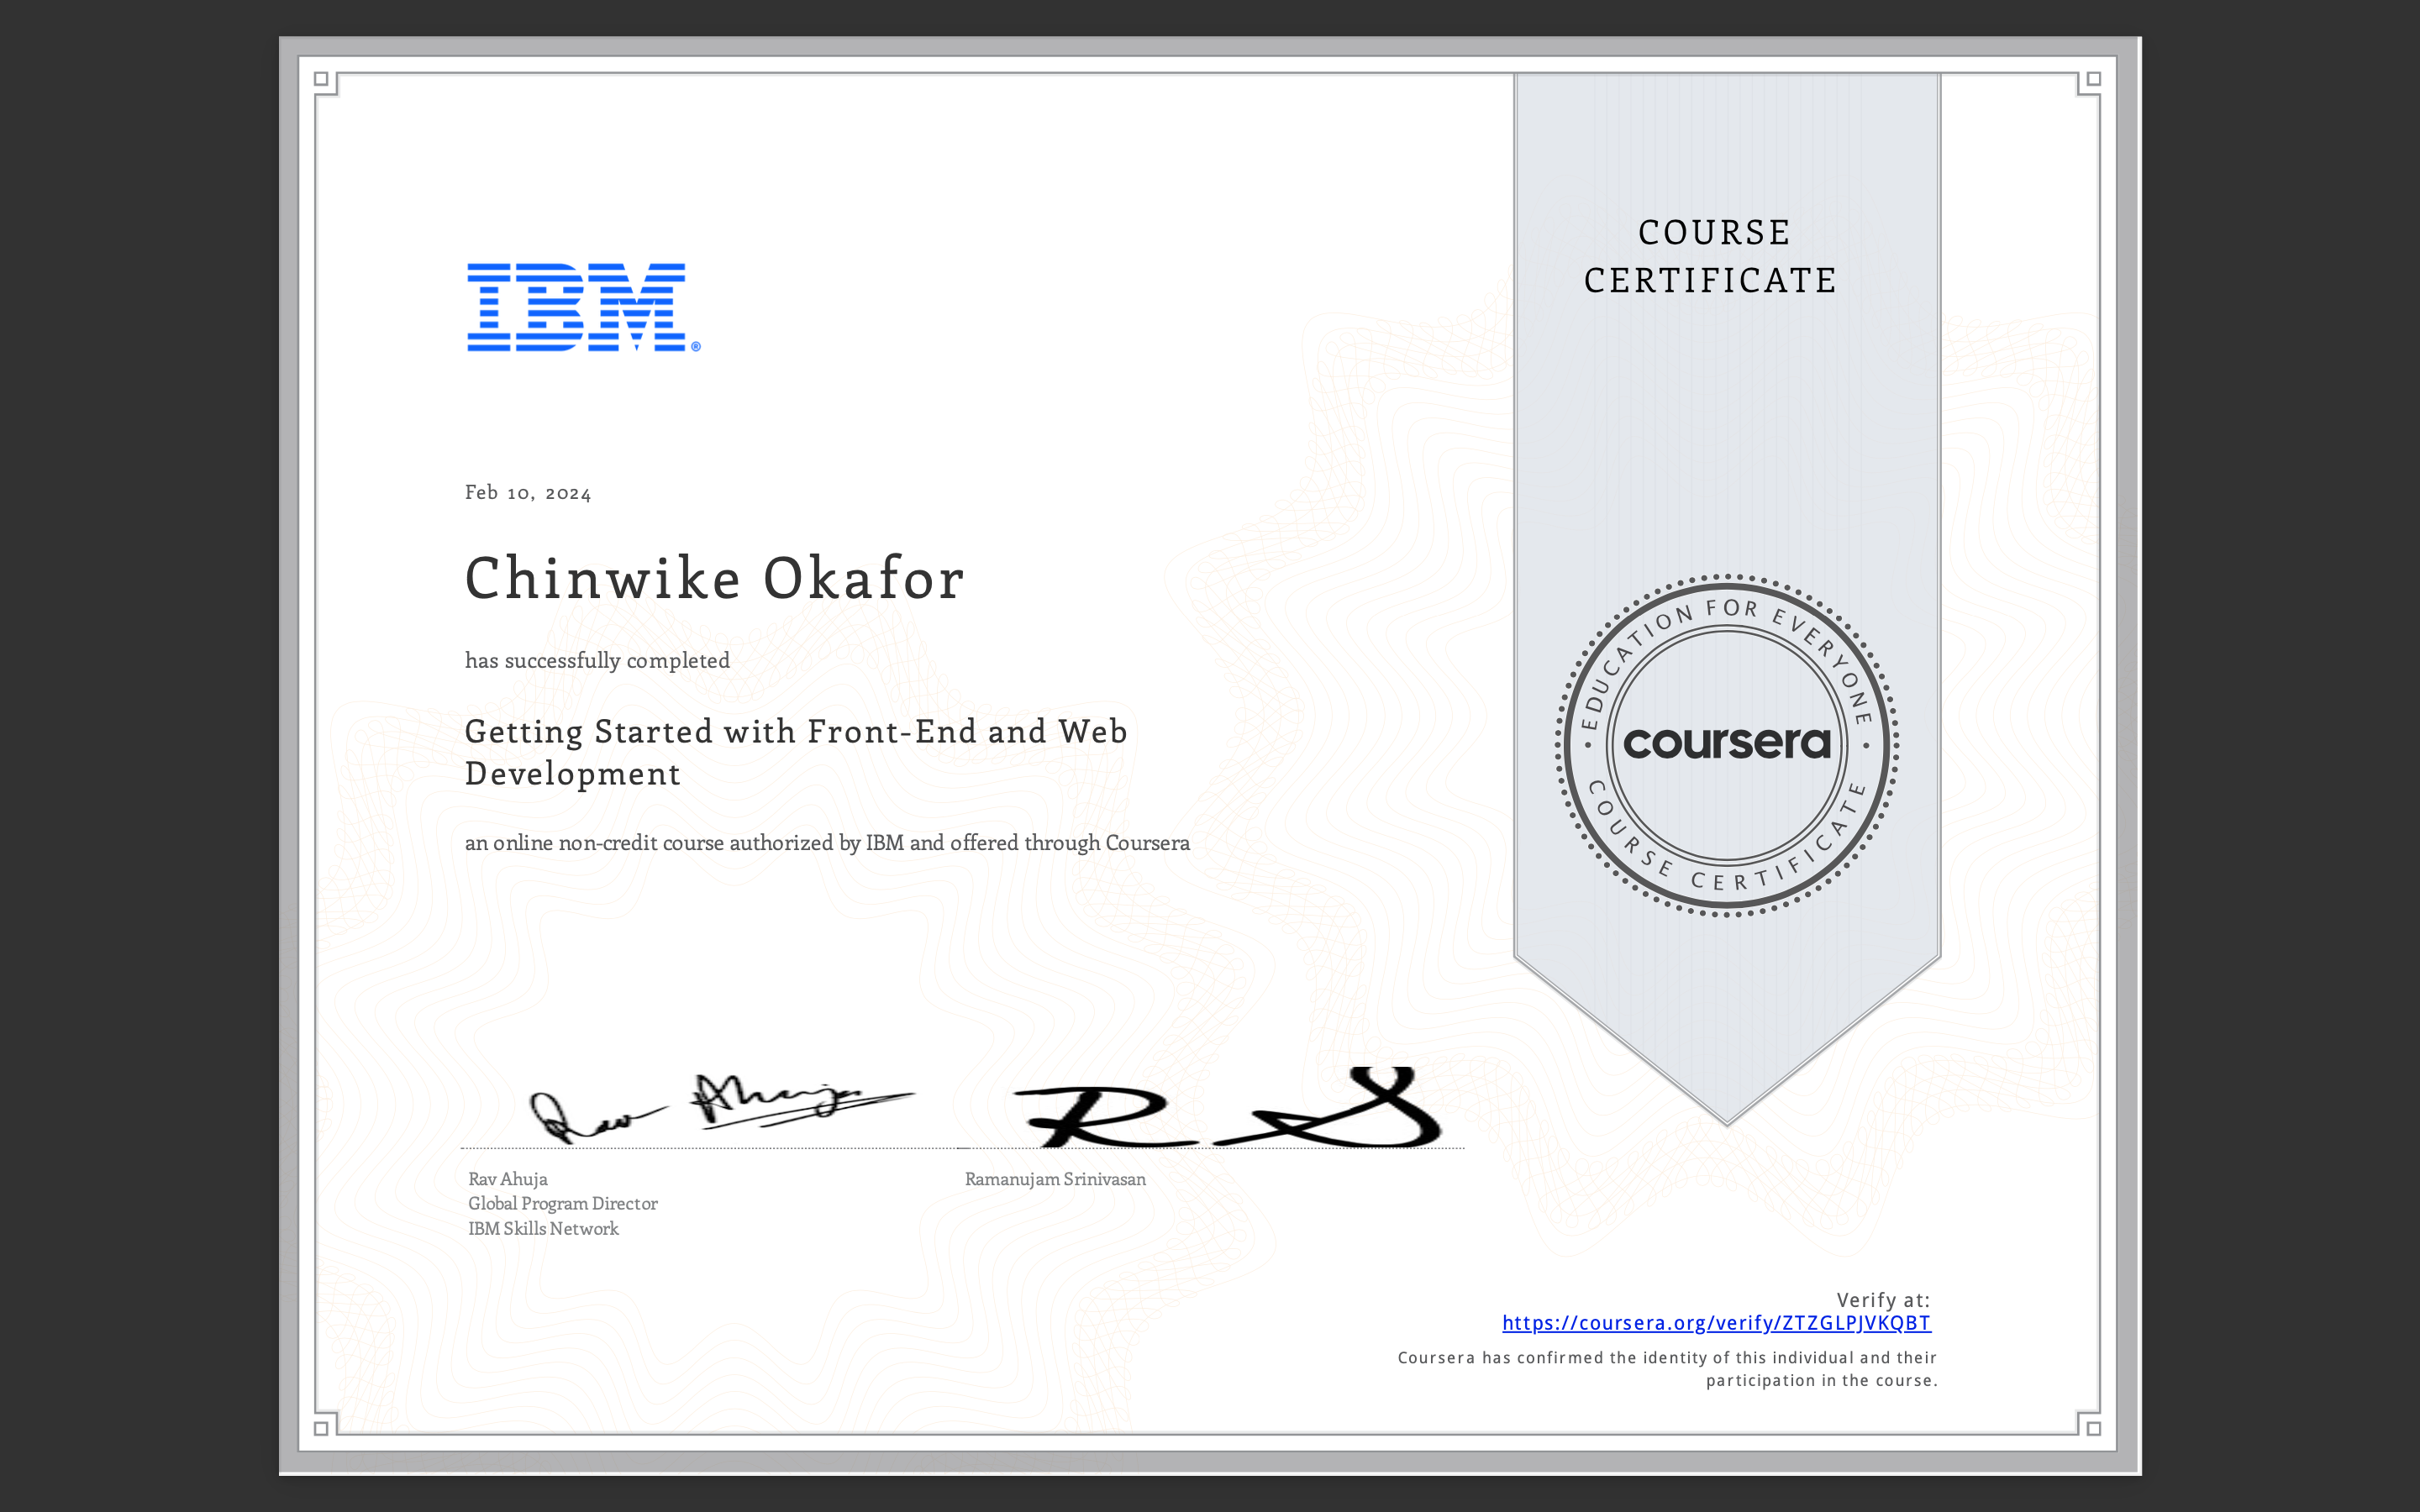 COURSE
CERTIFICATE
IBM®
Feb 10, 2024
Chinwike Okafor
has successfully completed
Getting Started with Front-End and Web
Development
an online non-credit course authorized by IBM and offered through Coursera
EDUCATION FOR EVERYONE
coursera
COURSE CERTIFICATE
Rav Ahuja
R S
Rav Ahuja
Global Program Director
IBM Skills Network
Ramanujam Srinivasan
Verify at:
https://coursera.org/verify/ZTZGLPJVKQBT
Coursera has confirmed the identity of this individual and their
participation in the course.